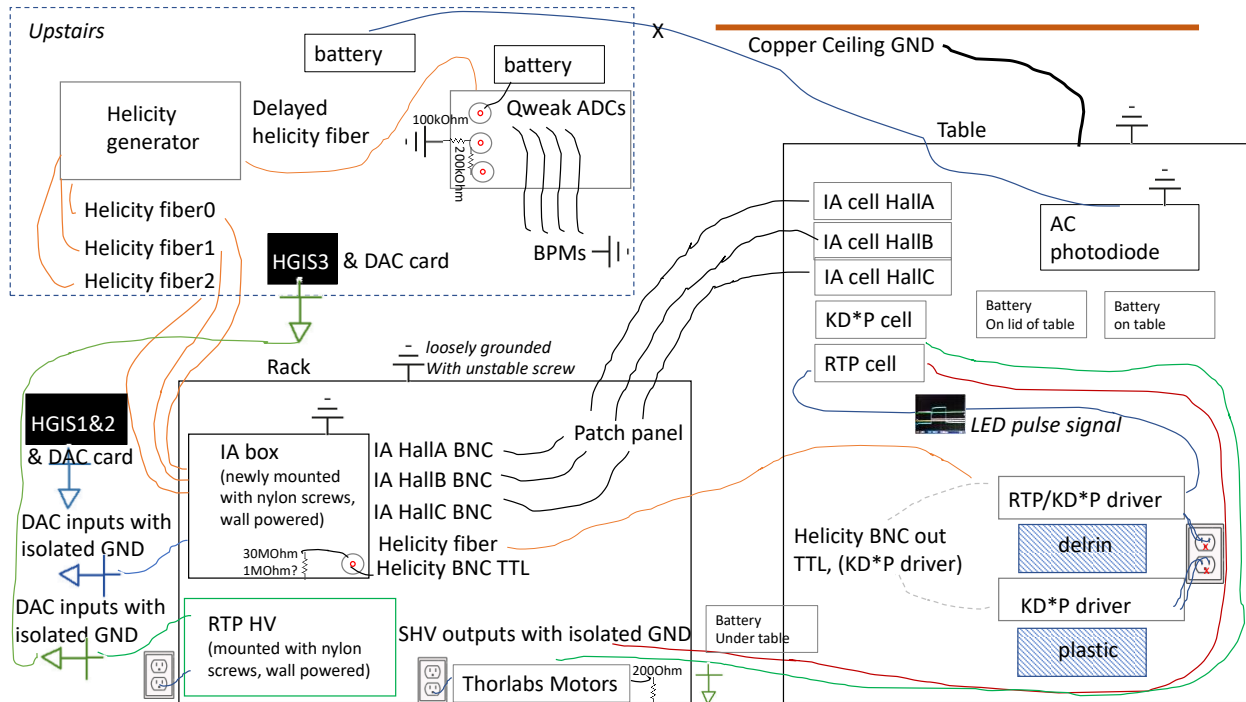 Upstairs
battery
X
Copper Ceiling GND
battery
Helicity
generator
Delayed
helicity fiber
Qweak ADCs
100kOhm
200kOhm
Table
Helicity fiber0
Helicity fiber1
Helicity fiber2
HGIS3
& DAC card
BPMs
IA cell HallA
IA cell HallB
IA cell HallC
KD*P cell
RTP cell
AC
photodiode
Battery
On lid of table
Battery
on table
loosely grounded
With unstable screw
Rack
HGIS1&2
& DAC card
IA box
(newly mounted
with nylon screws,
wall powered)
30MOhm
1MOhm?
IA HallA BNC
IA HallB BNC
IA HallC BNC
Helicity fiber
Helicity BNC TTL
Patch panel
LED pulse signal
DAC inputs with
isolated GND
DAC inputs with
isolated GND
RTP/KD*P driver
delrin
Helicity BNC out
TTL, (KD*P driver)
x
x
KD*P driver
plastic
RTP HV
(mounted with nylon
screws, wall powered)
SHV outputs with isolated GND
Battery
Under table
Thorlabs Motors
200Ohm